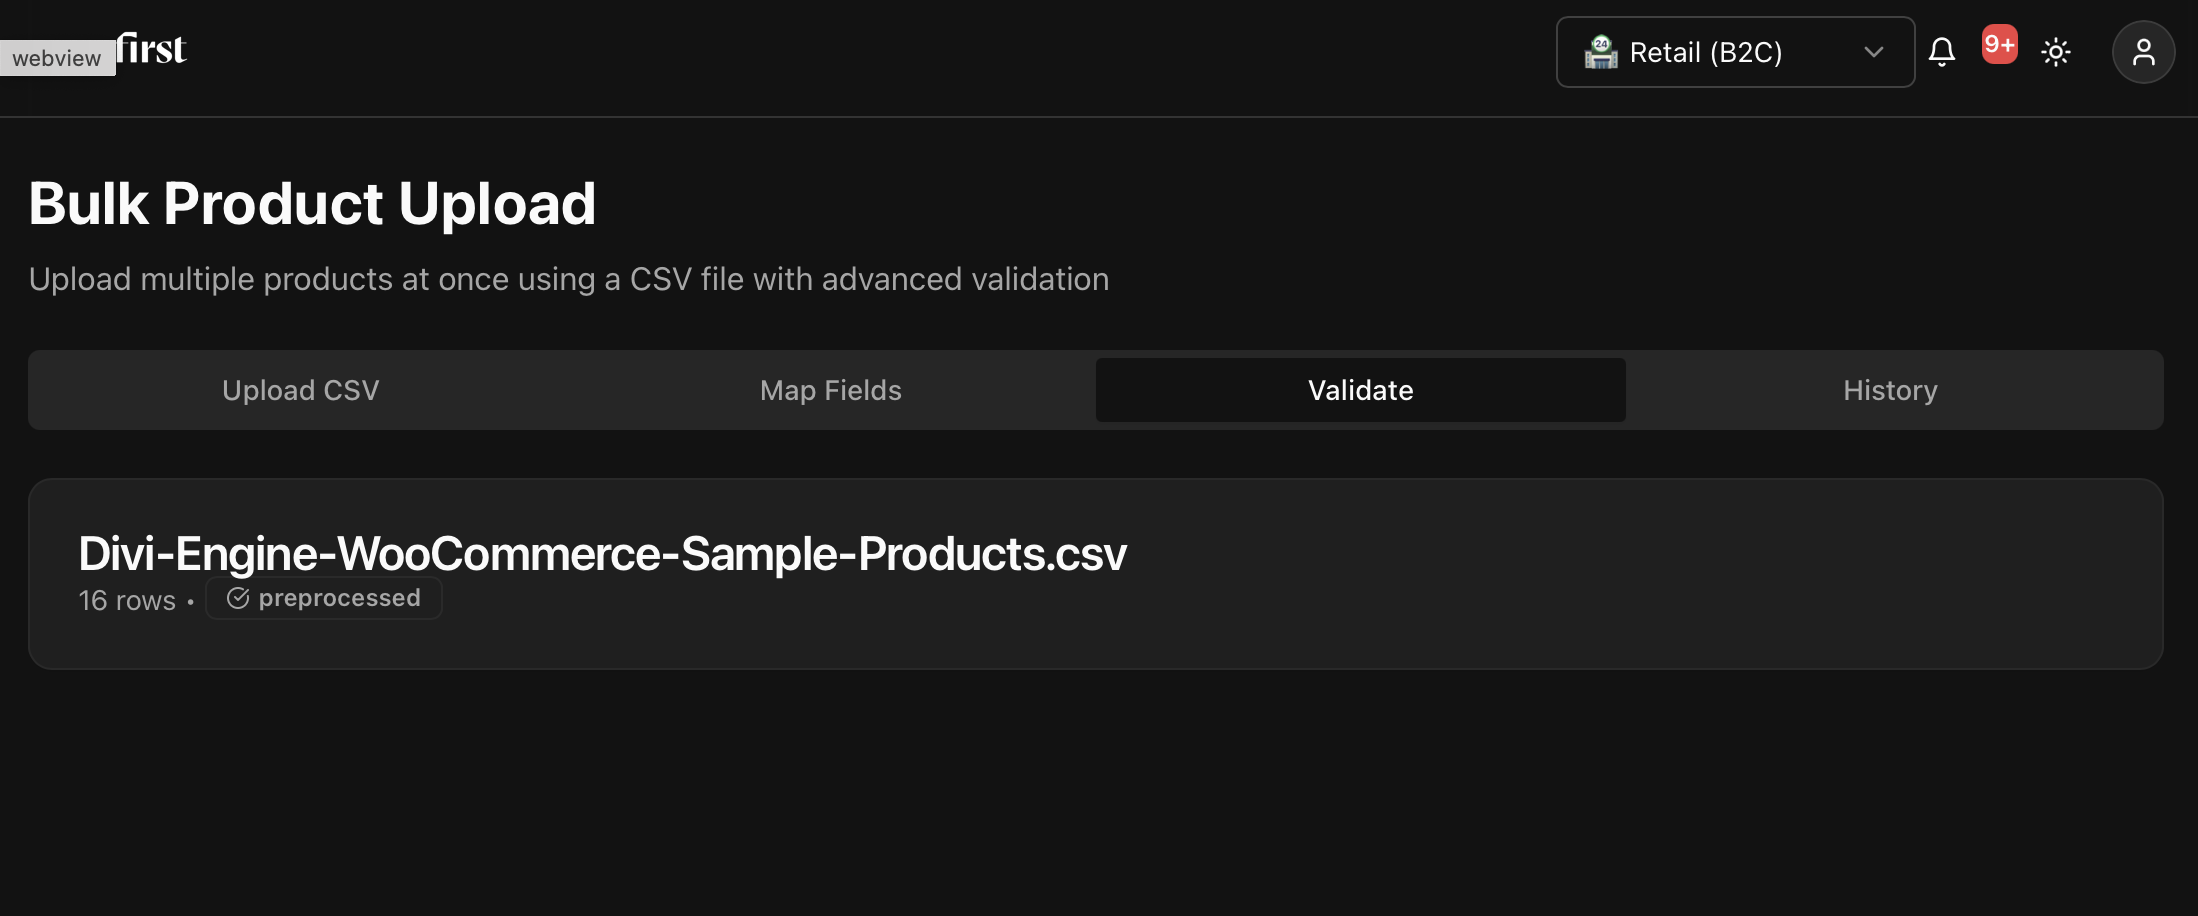 webview
first
24
Retail (B2C)
9+
Bulk Product Upload
Upload multiple products at once using a CSV file with advanced validation
Upload CSV
Map Fields
Validate
History
Divi-Engine-WooCommerce-Sample-Products.csv
16 rows • preprocessed